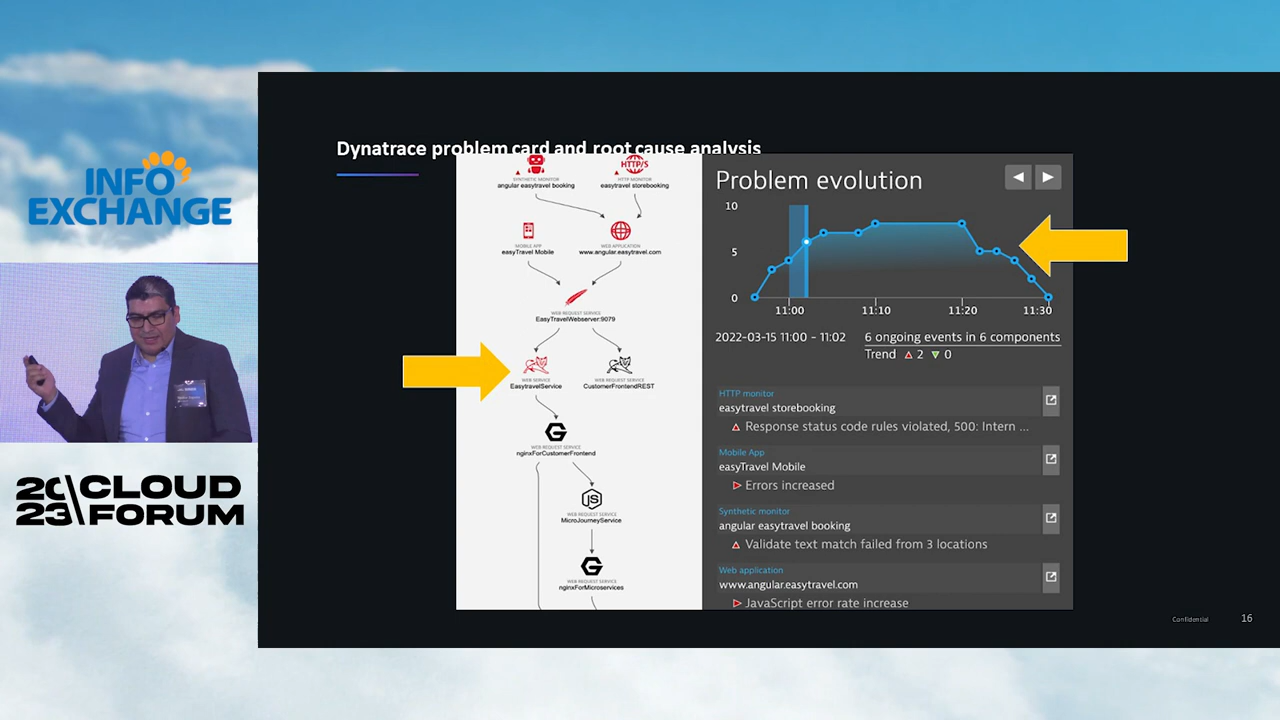 INFO
EXCHANGE
2023\CLOUD
FORUM
Dynatrace problem card and root cause analysis
SYNTHETIC MONITOR
angular easytravel booking
HTTP/S
HTTP MONITOR
easytravel storebooking
MOBILE APP
easyTravel Mobile
WEB APPLICATION
www.angular.easytravel.com
WEB REQUEST SERVICE
EasyTravelWebserver:9079
WEB SERVICE
EasytravelService
WEB REQUEST SERVICE
CustomerFrontendREST
WEB REQUEST SERVICE
nginxForCustomerFrontend
JS
WEB REQUEST SERVICE
MicroJourneyService
WEB REQUEST SERVICE
nginxForMicroservices
Problem evolution
10
5
0
11:00
11:10
11:20
11:30
2022-03-15 11:00 - 11:02
6 ongoing events in 6 components
Trend 2 0
HTTP monitor
easytravel storebooking
Response status code rules violated, 500: Intern ...
Mobile App
easyTravel Mobile
Errors increased
Synthetic monitor
angular easytravel booking
Validate text match failed from 3 locations
Web application
www.angular.easytravel.com
JavaScript error rate increase
Confidential
16